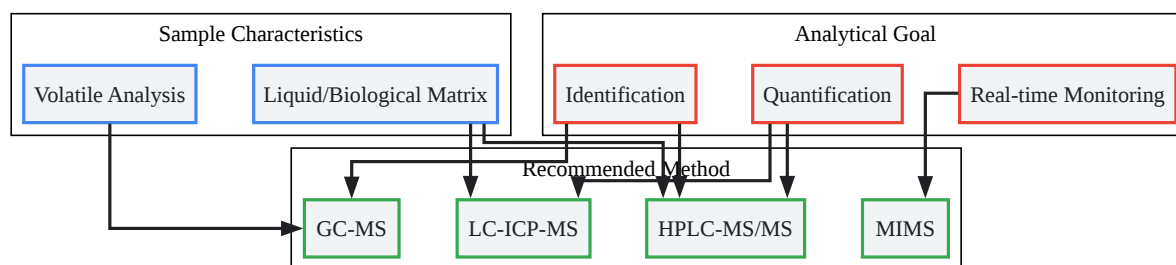 Sample Characteristics
Analytical Goal
Volatile Analysis
Liquid/Biological Matrix
Identification
Quantification
Real-time Monitoring
Recommended Method
GC-MS
LC-ICP-MS
HPLC-MS/MS
MIMS